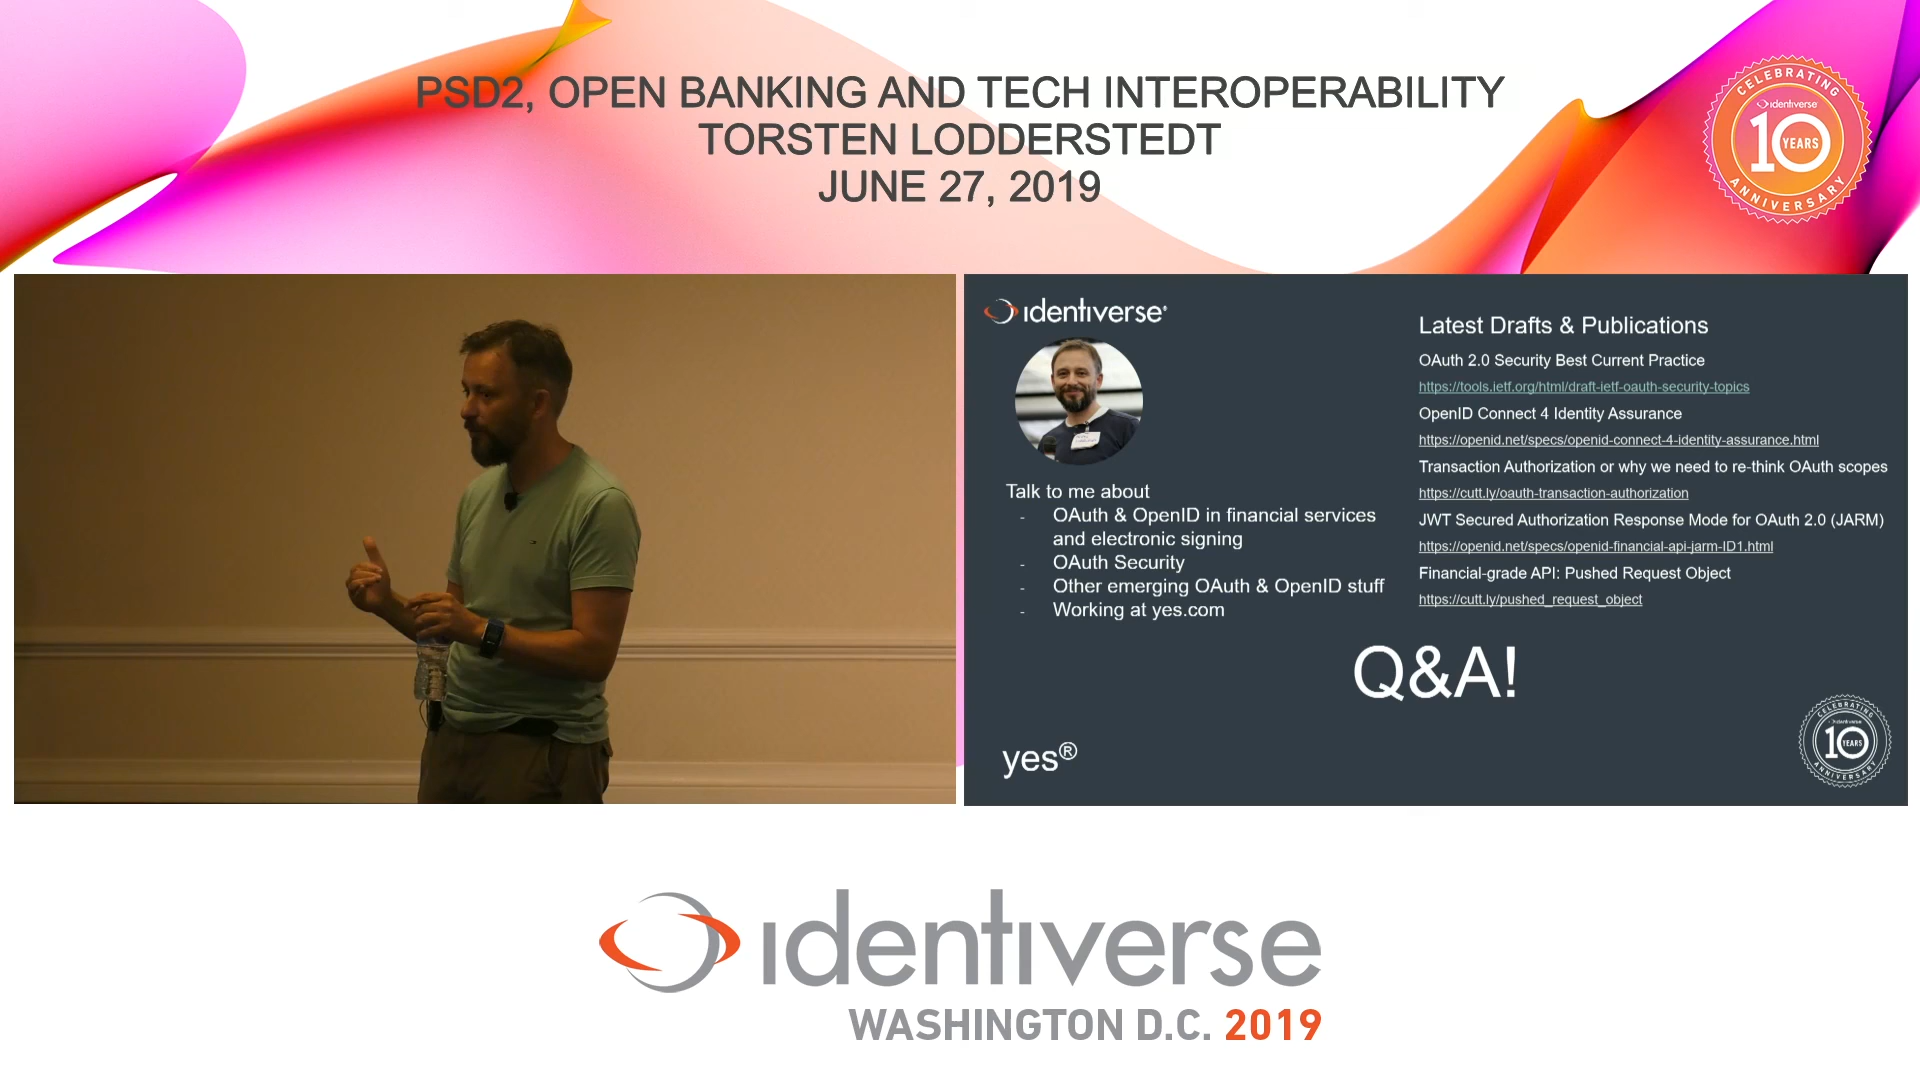 PSD2, OPEN BANKING AND TECH INTEROPERABILITY
TORSTEN LODDERSTEDT
JUNE 27, 2019
CELEBRATING
identiverse
10
YEARS
ANNIVERSARY
identiverse®
Talk to me about
- OAuth & OpenID in financial services
and electronic signing
- OAuth Security
- Other emerging OAuth & OpenID stuff
- Working at yes.com
Latest Drafts & Publications
OAuth 2.0 Security Best Current Practice
https://tools.ietf.org/html/draft-ietf-oauth-security-topics
OpenID Connect 4 Identity Assurance
https://openid.net/specs/openid-connect-4-identity-assurance.html
Transaction Authorization or why we need to re-think OAuth scopes
https://cutt.ly/oauth-transaction-authorization
JWT Secured Authorization Response Mode for OAuth 2.0 (JARM)
https://openid.net/specs/openid-financial-api-jarm-ID1.html
Financial-grade API: Pushed Request Object
https://cutt.ly/pushed_request_object
Q&A!
yes®
CELEBRATING
identiverse
10
YEARS
ANNIVERSARY
identiverse
WASHINGTON D.C. 2019